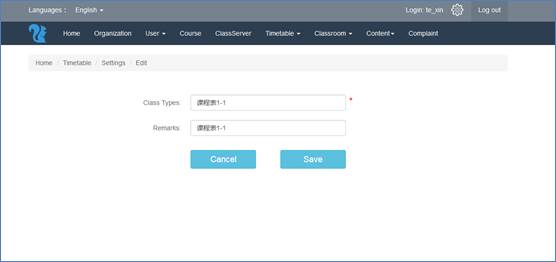 Languages： English Login: te_xin Log out
Home Organization User Course ClassServer Timetable Classroom Content Complaint
Home / Timetable / Settings / Edit
Class Types: 课程表1-1 *
Remarks: 课程表1-1
Cancel Save